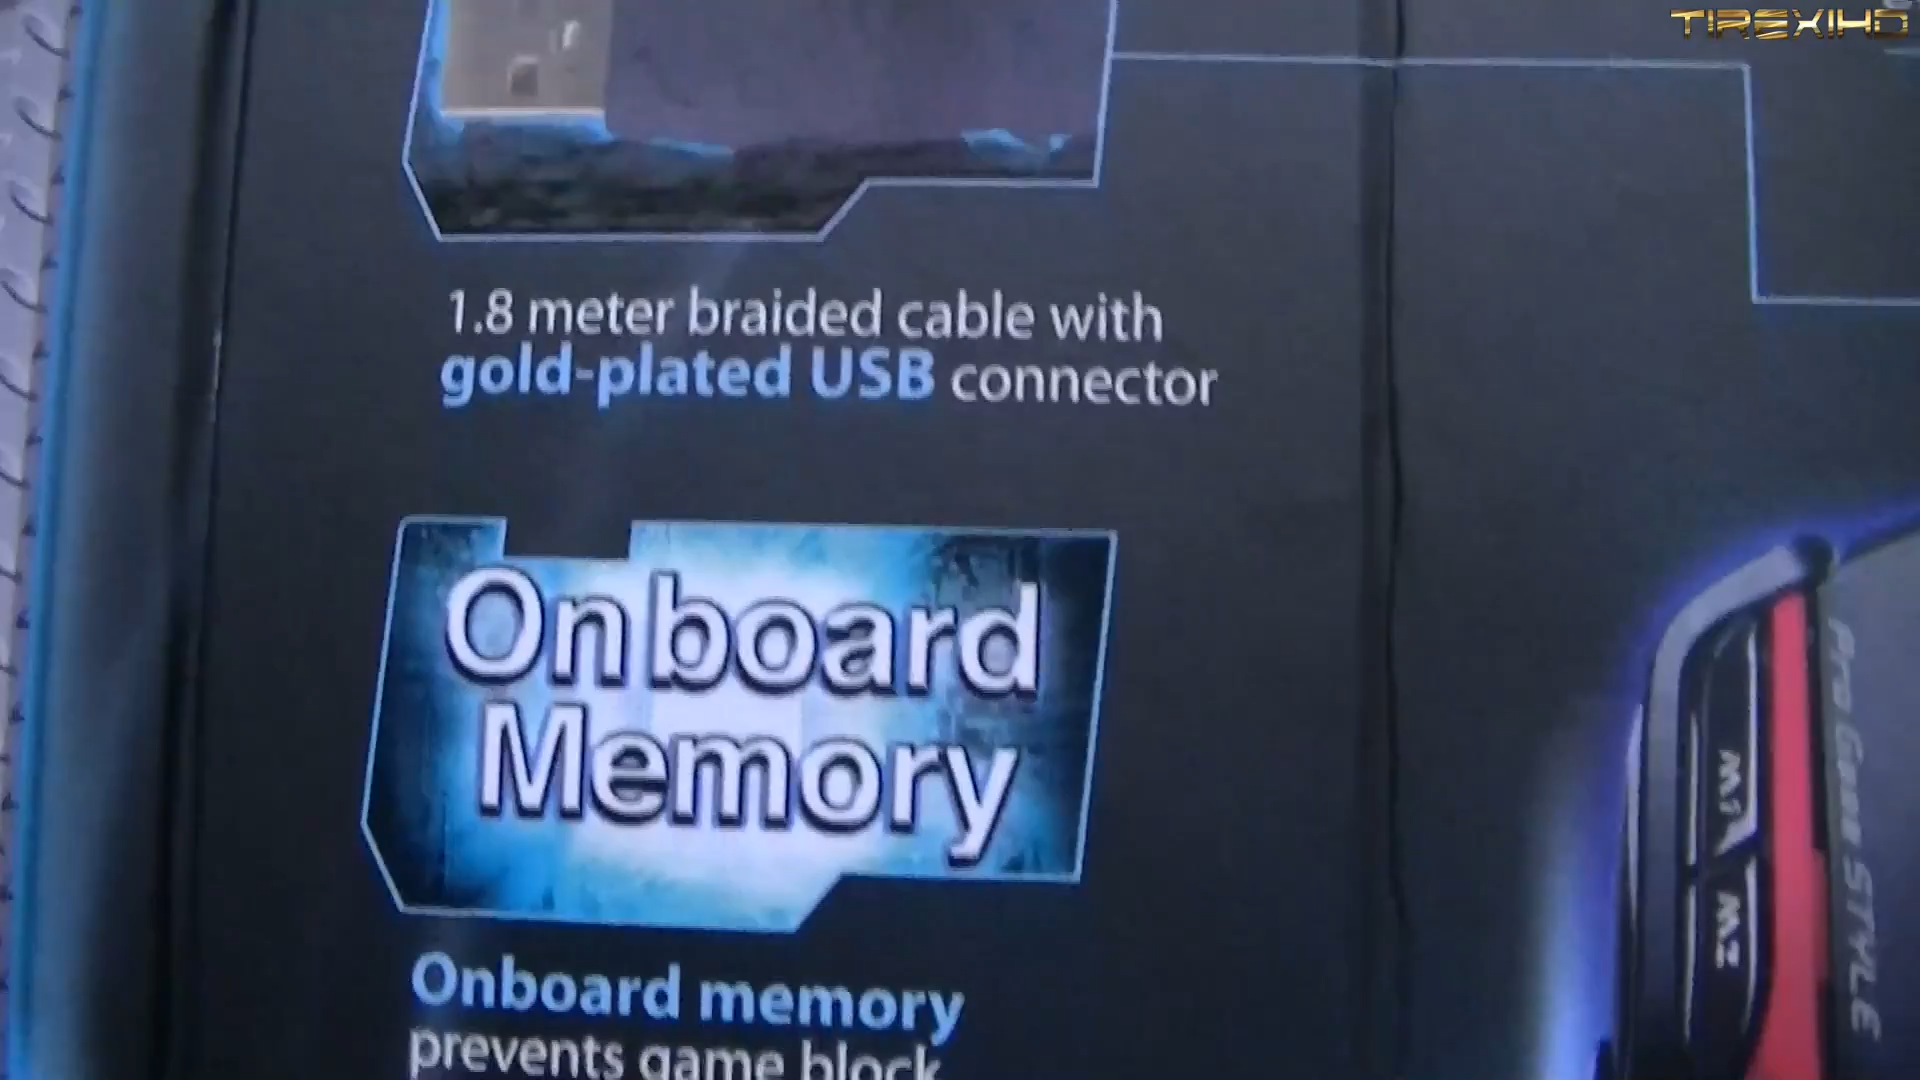 TIREXIHD
1.8 meter braided cable with
gold-plated USB connector
Onboard
Memory
M1
M2
Pro Game STYLE
Onboard memory
prevents game block